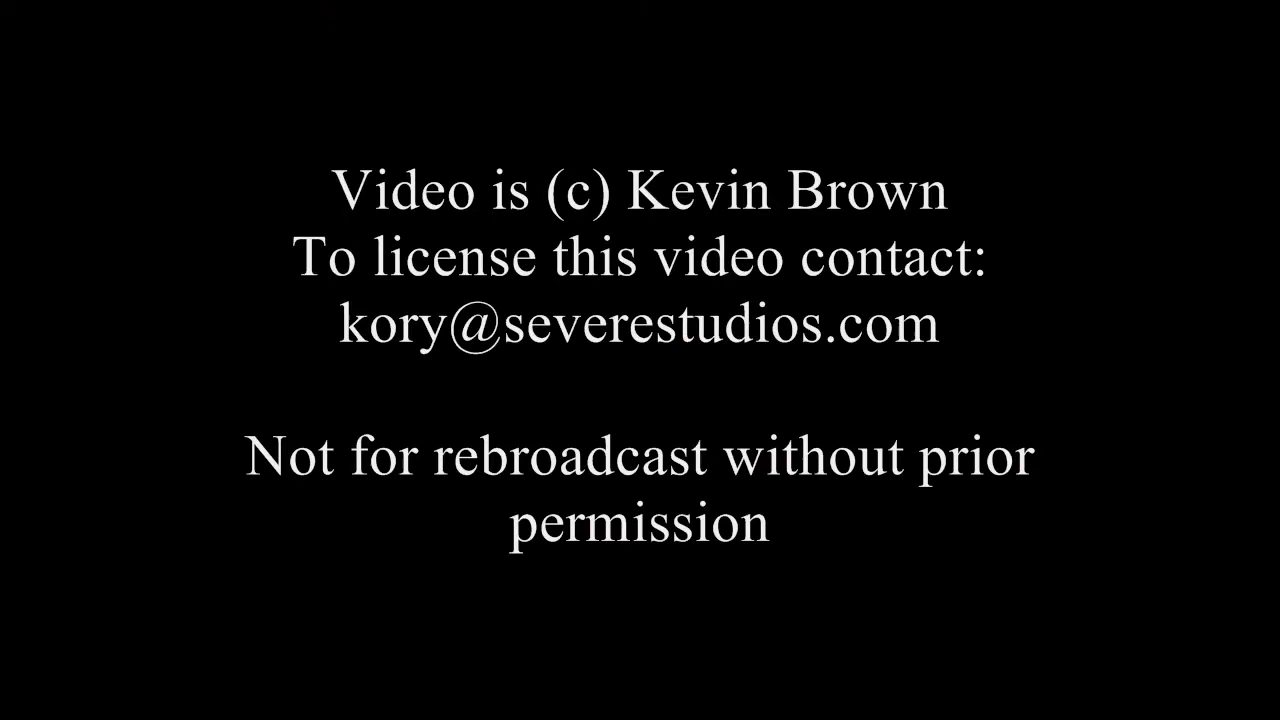 Video is (c) Kevin Brown
To license this video contact:
kory@severestudios.com
Not for rebroadcast without prior
permission